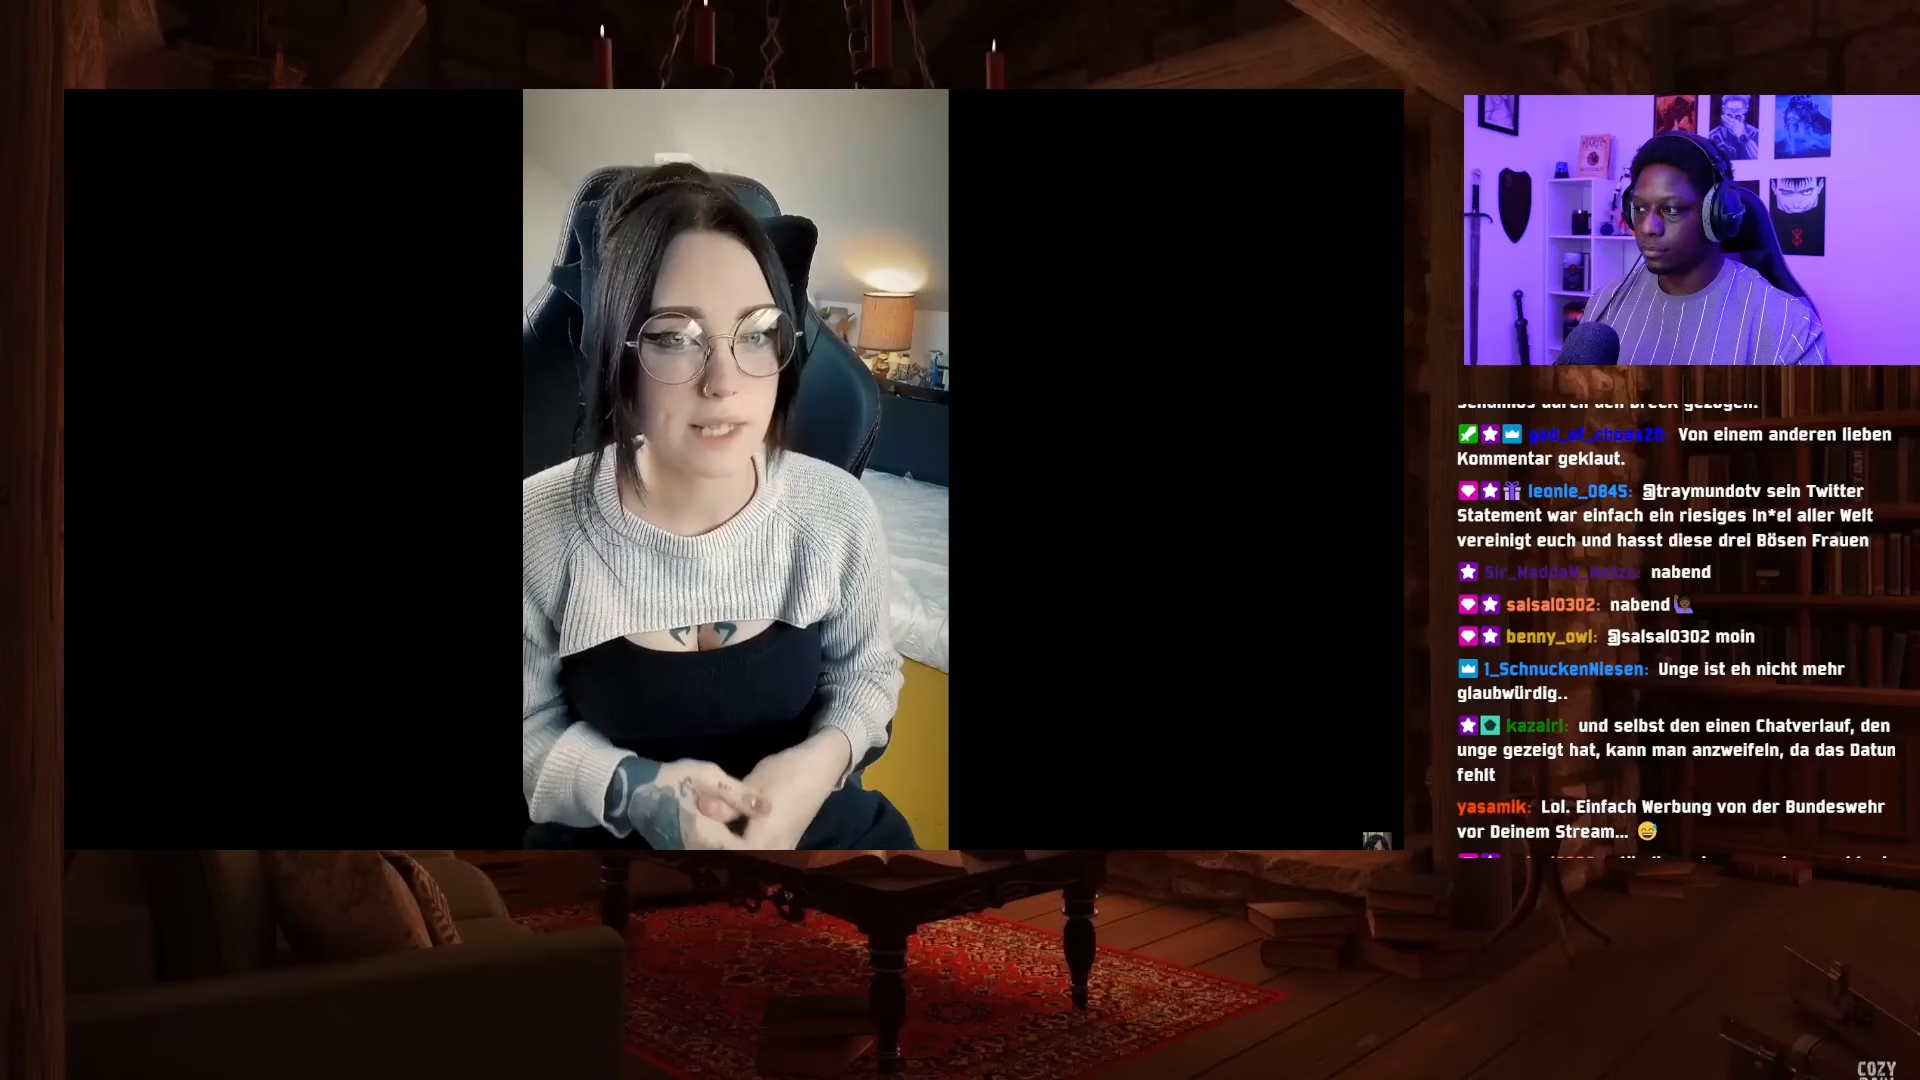 god_of_choas20: Von einem anderen lieben
Kommentar geklaut.
leonie_0845: @traymundotv sein Twitter
Statement war einfach ein riesiges In*el aller Welt
vereinigt euch und hasst diese drei Bösen Frauen
nabend
salsal0302: nabend
benny_owl: @salsal0302 moin
1_SchnuckenNiesen: Unge ist eh nicht mehr
glaubwürdig..
kazairi: und selbst den einen Chatverlauf, den
unge gezeigt hat, kann man anzweifeln, da das Datun
fehlt
yasamik: Lol. Einfach Werbung von der Bundeswehr
vor Deinem Stream... 😅
COZY